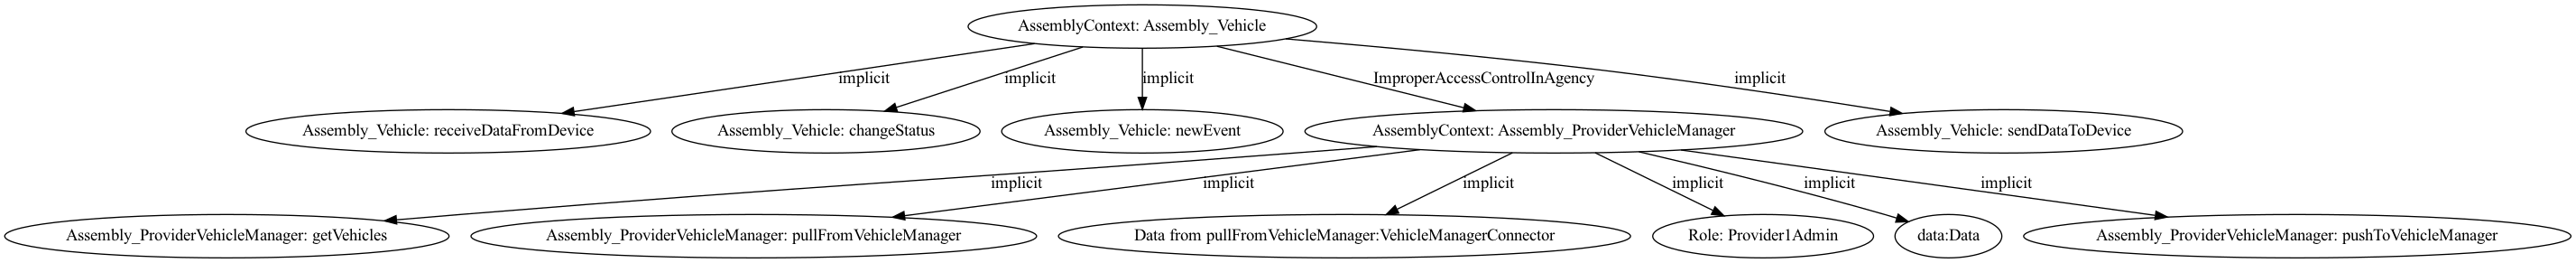 AssemblyContext: Assembly_Vehicle
implicit
implicit
implicit
ImproperAccessControlInAgency
implicit
Assembly_Vehicle: receiveDataFromDevice
Assembly_Vehicle: changeStatus
Assembly_Vehicle: newEvent
AssemblyContext: Assembly_ProviderVehicleManager
Assembly_Vehicle: sendDataToDevice
implicit
implicit
implicit
implicit
implicit
implicit
Assembly_ProviderVehicleManager: getVehicles
Assembly_ProviderVehicleManager: pullFromVehicleManager
Data from pullFromVehicleManager:VehicleManagerConnector
Role: Provider1Admin
data:Data
Assembly_ProviderVehicleManager: pushToVehicleManager